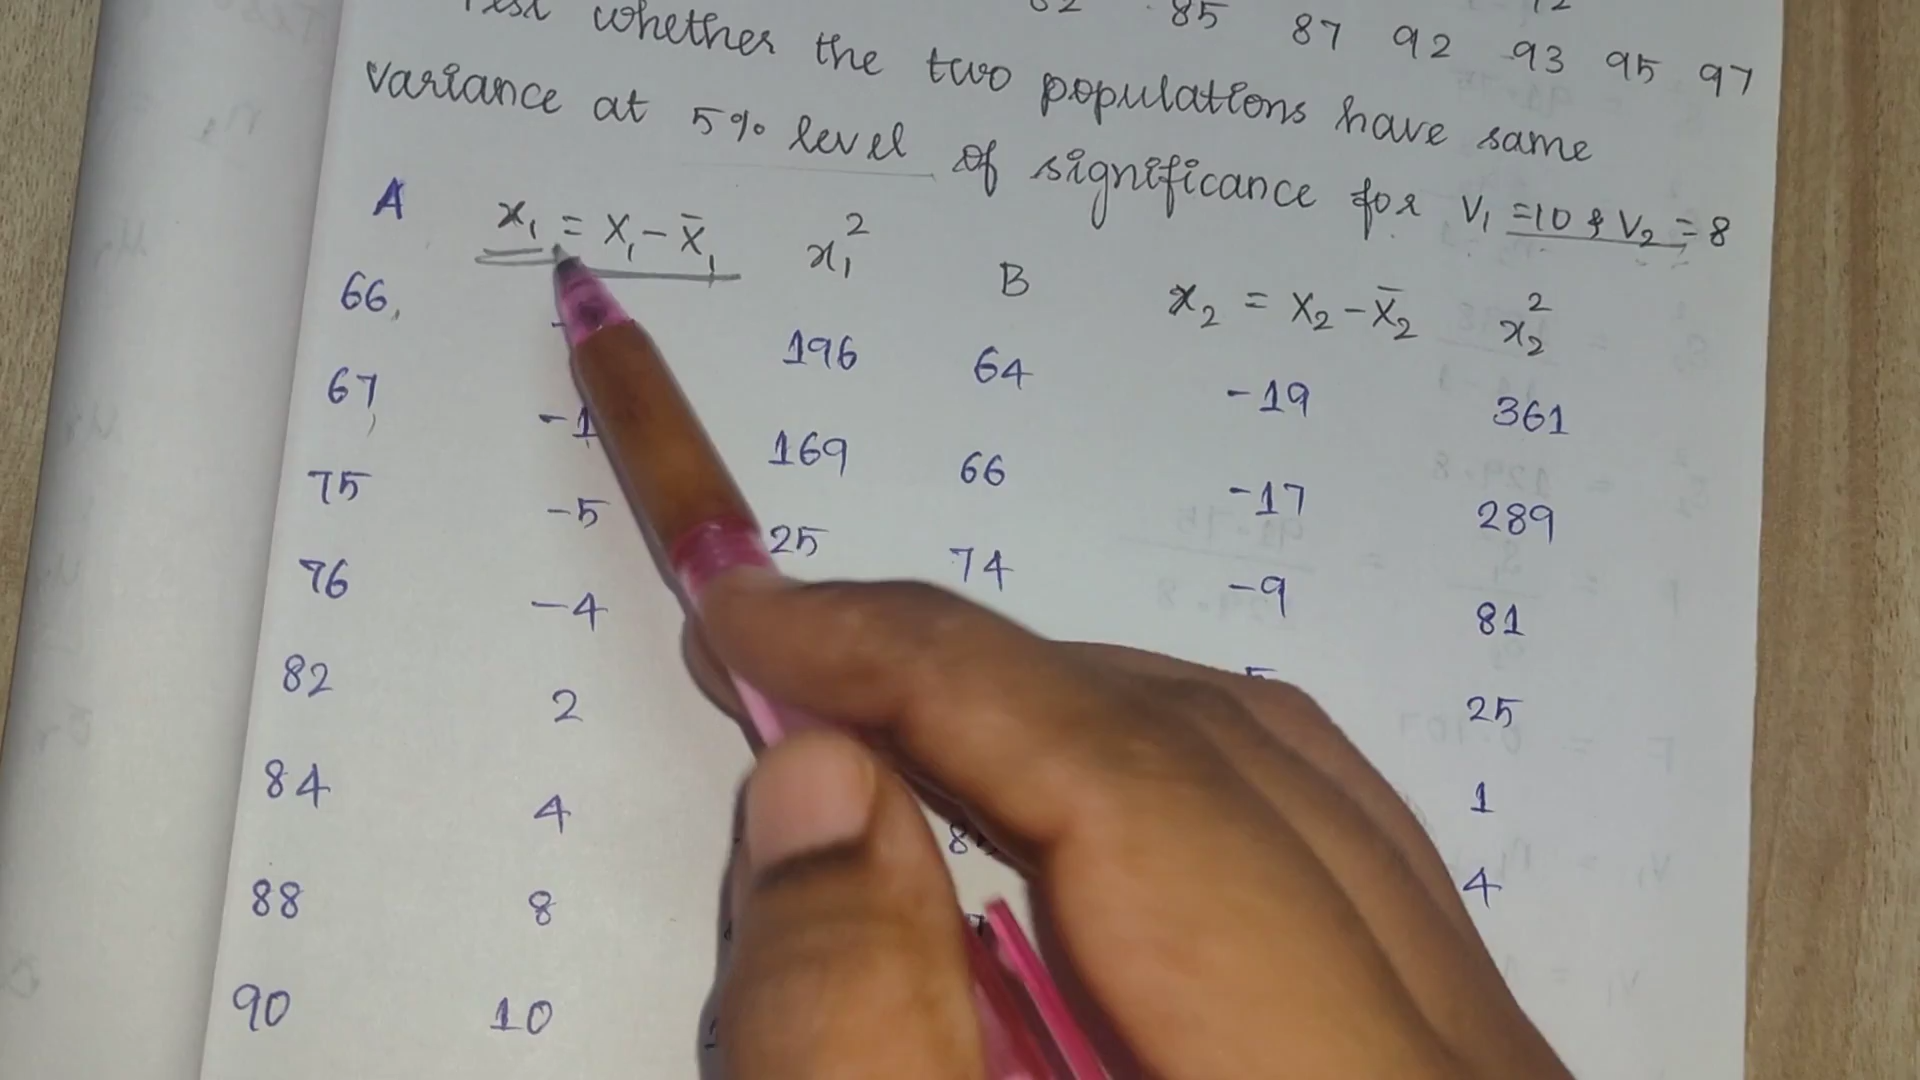 85 87 92 93 95 97
whether the two populations have same
variance at 5% level of significance for V₁ = 10 & V₂ = 8
A x₁ = X₁ - X̄₁ x₁² B x₂ = X₂ - X̄₂ x₂²
66, 196 64 -19 361
67 169 66 -17 289
75 -5 25 74 -9 81
76 -4 25
82 2 1
84 4 4
88 8
90 10